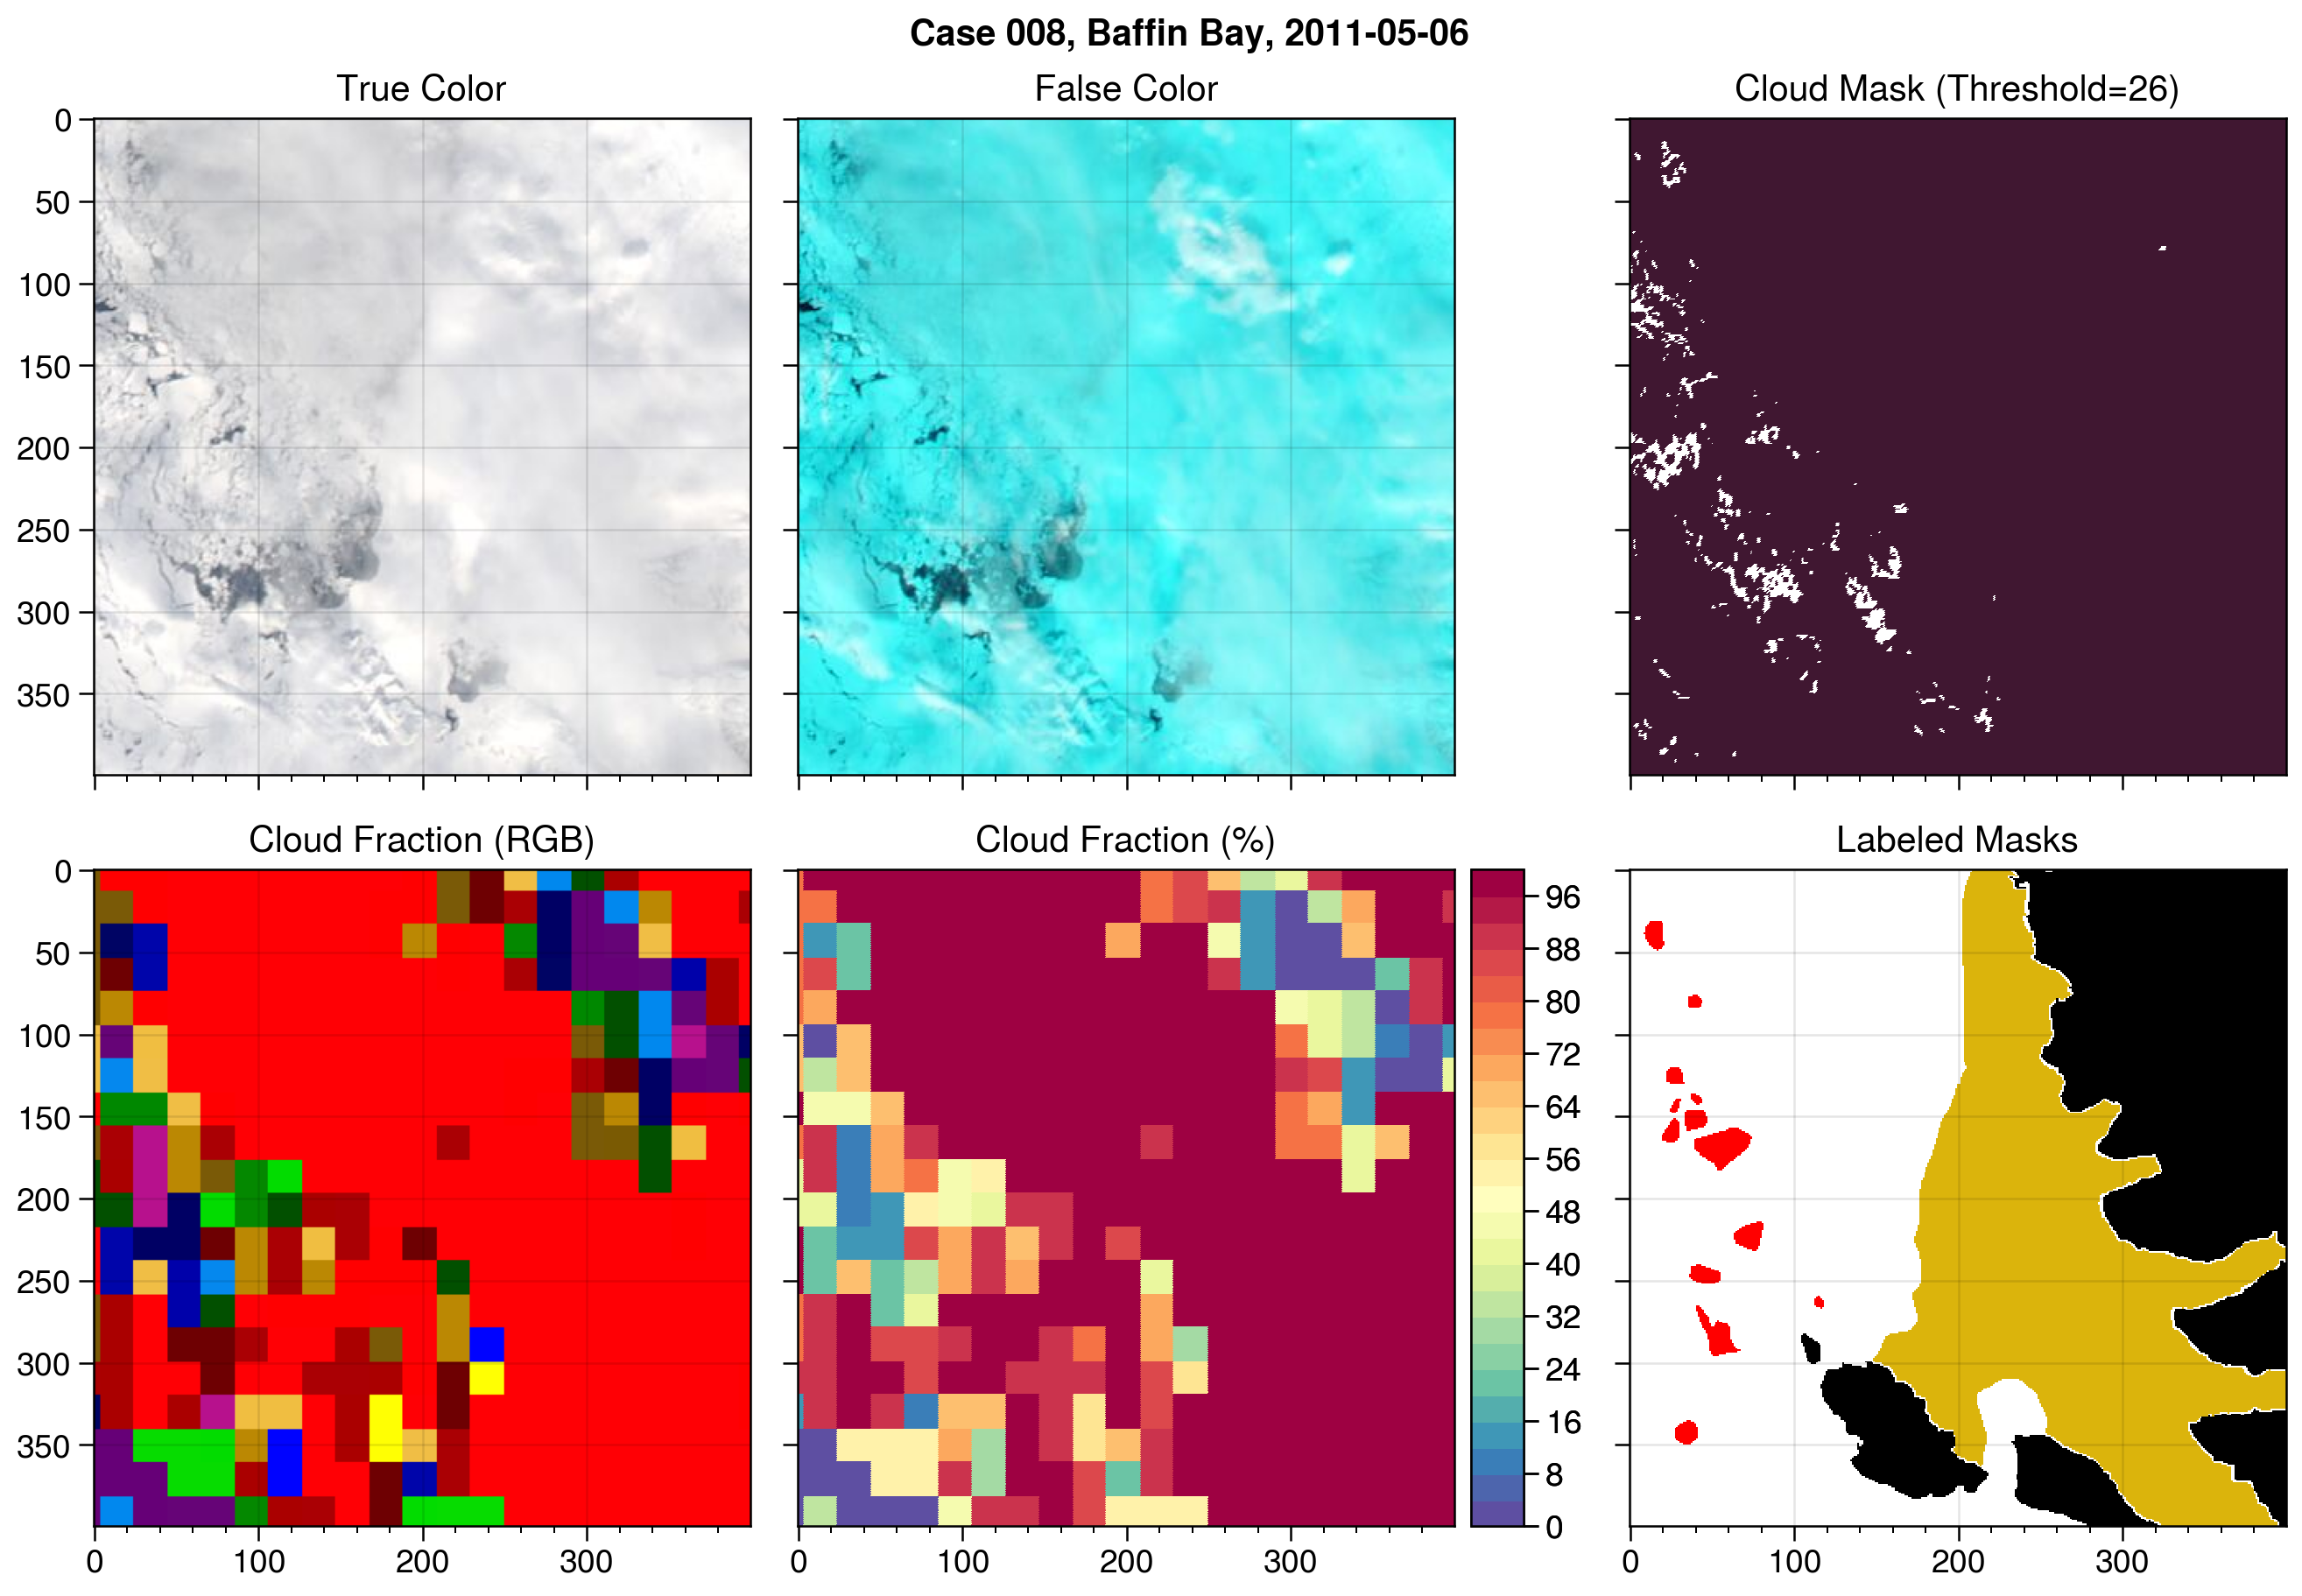 Case 008, Baffin Bay, 2011-05-06
True Color
False Color
Cloud Mask (Threshold=26)
0
50
100
150
200
250
300
350
Cloud Fraction (RGB)
Cloud Fraction (%)
Labeled Masks
0
50
100
150
200
250
300
350
96
88
80
72
64
56
48
40
32
24
16
8
0
0 100 200 300
0 100 200 300
0 100 200 300